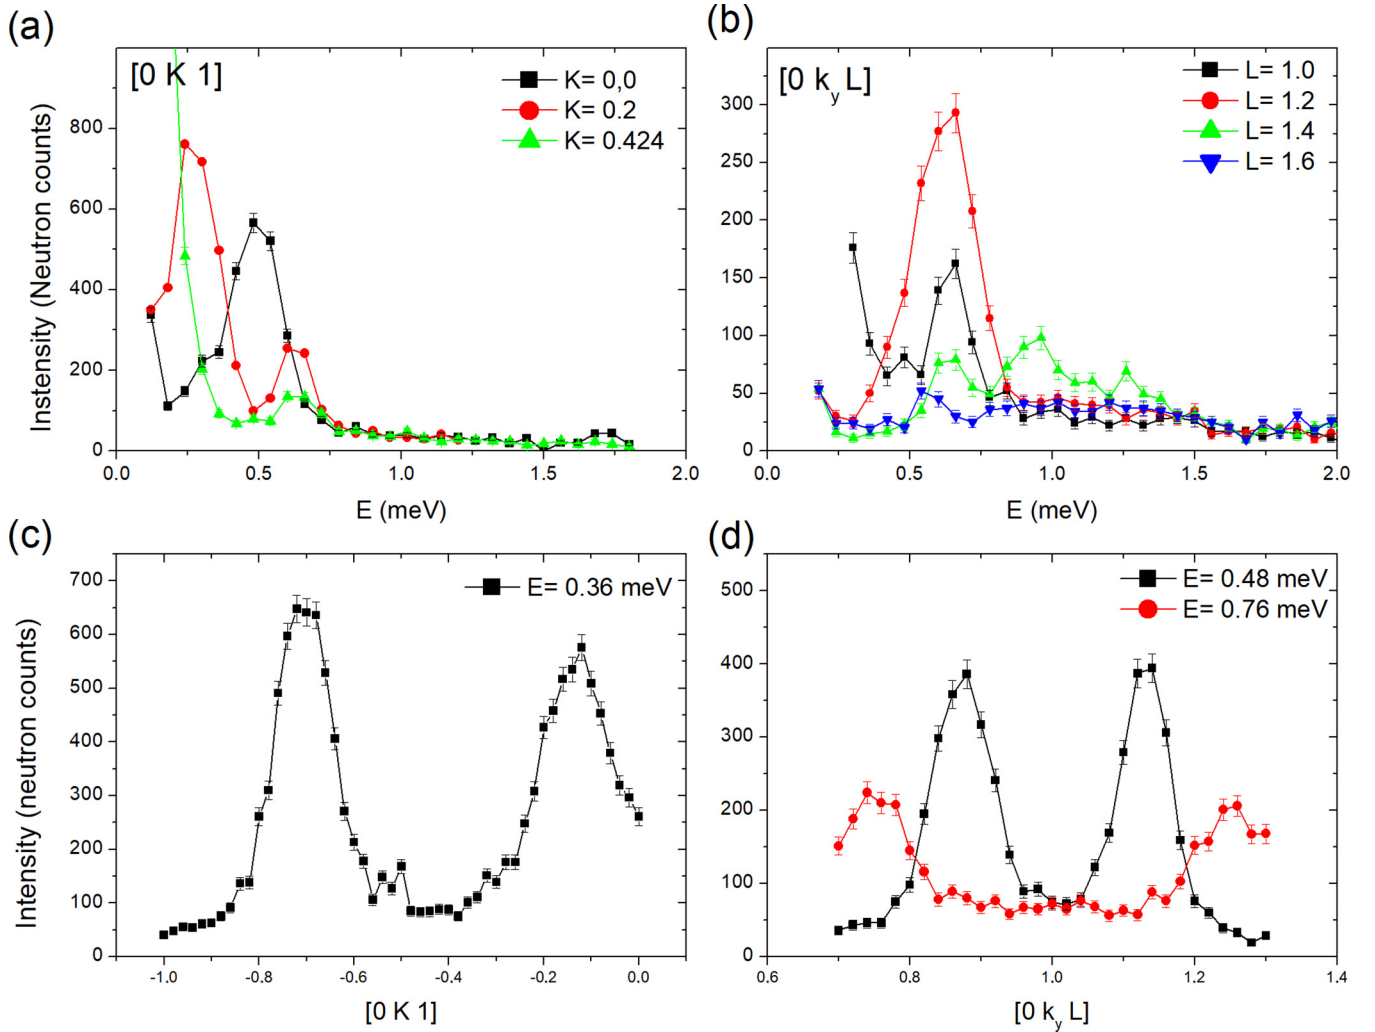 (a)
[0 K 1]
K= 0,0
K= 0.2
K= 0.424
Instensity (Neutron counts)
800
600
400
200
0
0.0 0.5 1.0 1.5 2.0
E (meV)
(b)
[0 ky L]
L= 1.0
L= 1.2
L= 1.4
L= 1.6
300
250
200
150
100
50
0
0.0 0.5 1.0 1.5 2.0
E (meV)
(c)
E= 0.36 meV
Intensity (neutron counts)
700
600
500
400
300
200
100
0
-1.0 -0.8 -0.6 -0.4 -0.2 0.0
[0 K 1]
(d)
E= 0.48 meV
E= 0.76 meV
500
400
300
200
100
0
0.6 0.8 1.0 1.2 1.4
[0 ky L]